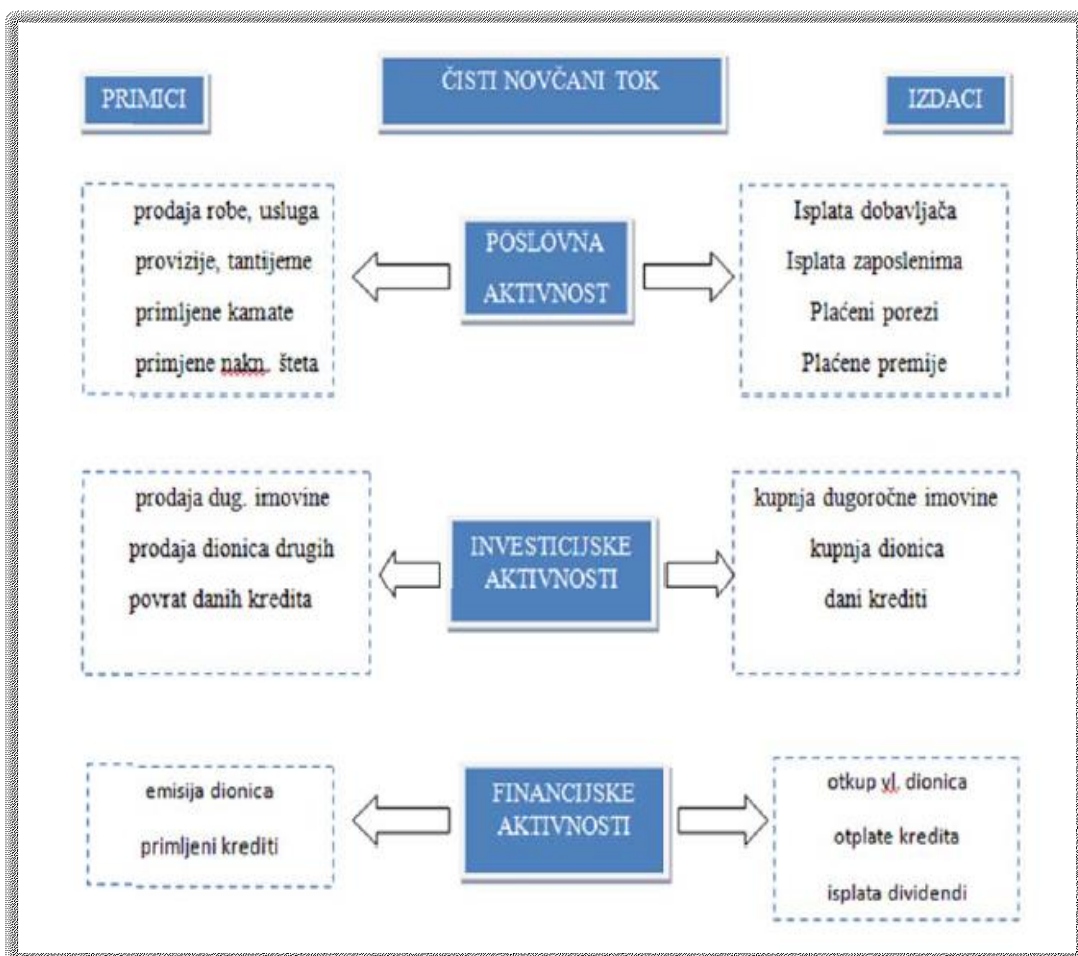 PRIMICI
ČISTI NOVČANI TOK
IZDACI
prodaja robe, usluga
provizije, tantijeme
primljene kamate
primjene nakn. šteta
POSLOVNA
AKTIVNOST
Isplata dobavljača
Isplata zaposlenima
Plaćeni porezi
Plaćene premije
prodaja dug. imovine
prodaja dionica drugih
povrat danih kredita
INVESTICIJSKE
AKTIVNOSTI
kupnja dugoročne imovine
kupnja dionica
dani krediti
emisija dionica
primljeni krediti
FINANCIJSKE
AKTIVNOSTI
otkup vl. dionica
otplate kredita
isplata dividendi